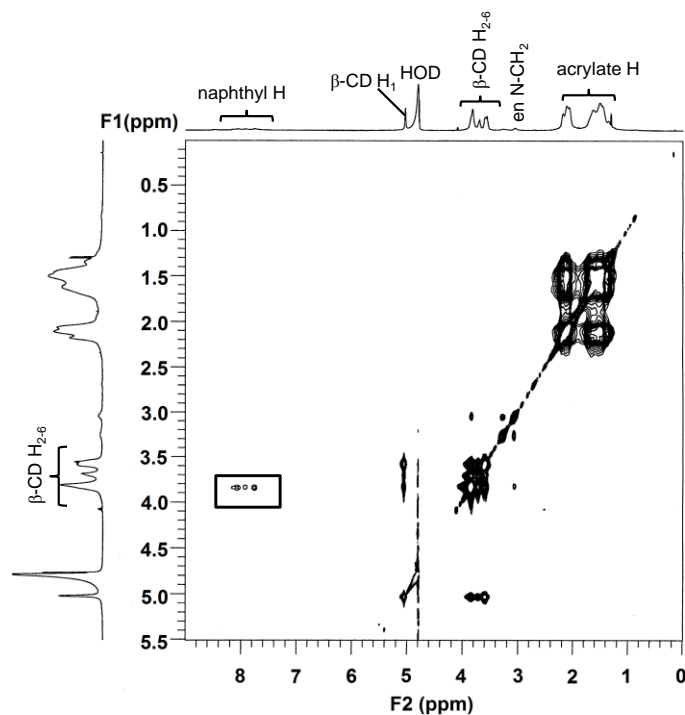 naphthyl H
β-CD H₁
HOD
β-CD H₂₋₆
en N-CH₂
acrylate H
F1(ppm)
0.5
1.0
1.5
2.0
2.5
3.0
3.5
4.0
4.5
5.0
5.5
β-CD H₂₋₆
8 7 6 5 4 3 2 1 0
F2 (ppm)